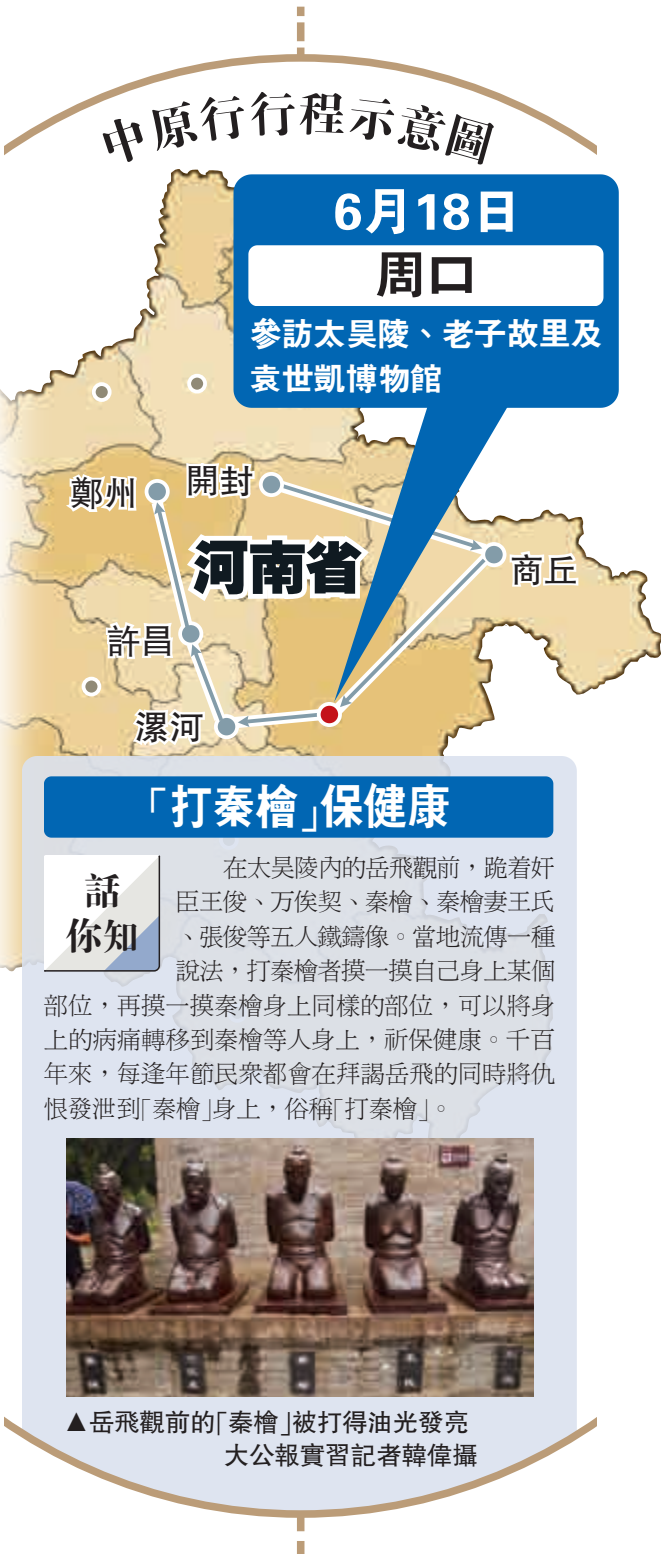 中原行行程示意圖
6月18日
周口
參訪太昊陵、老子故里及
袁世凱博物館
鄭州
開封
河南省
商丘
許昌
漯河
「打秦檜」保健康
話
你知
在太昊陵內的岳飛觀前，跪着奸
臣王俊、万俟契、秦檜、秦檜妻王氏
、張俊等五人鐵鑄像。當地流傳一種
說法，打秦檜者摸一摸自己身上某個
部位，再摸一摸秦檜身上同樣的部位，可以將身
上的病痛轉移到秦檜等人身上，祈保健康。千百
年來，每逢年節民衆都會在拜謁岳飛的同時將仇
恨發泄到「秦檜」身上，俗稱「打秦檜」。
▲岳飛觀前的「秦檜」被打得油光發亮
大公報實習記者韓偉攝